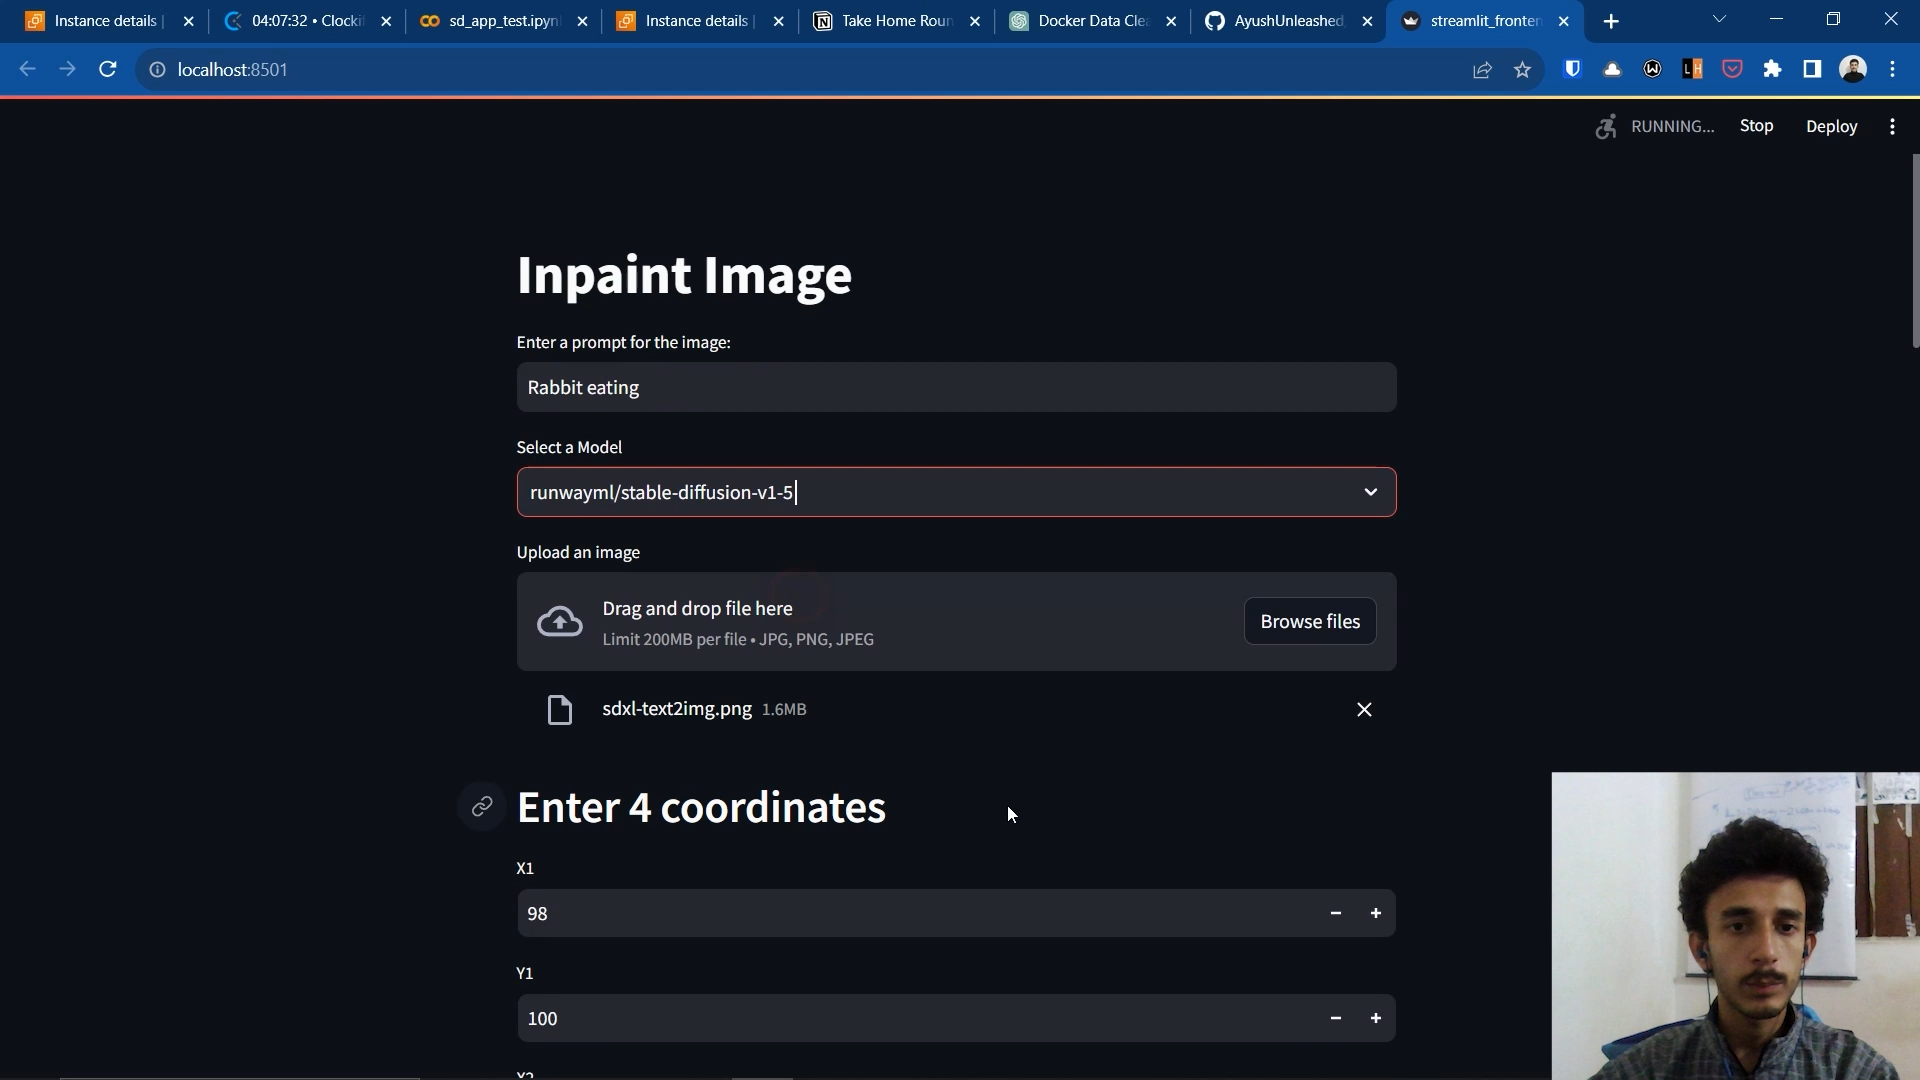 Instance details
04:07:32 • Clockif
sd_app_test.ipyn
Instance details
Take Home Roun
Docker Data Clea
AyushUnleashed
streamlit_fronten
localhost:8501
RUNNING...
Stop
Deploy
Inpaint Image
Enter a prompt for the image:
Rabbit eating
Select a Model
runwayml/stable-diffusion-v1-5
Upload an image
Drag and drop file here
Limit 200MB per file • JPG, PNG, JPEG
Browse files
sdxl-text2img.png 1.6MB
Enter 4 coordinates
X1
98
Y1
100
X2